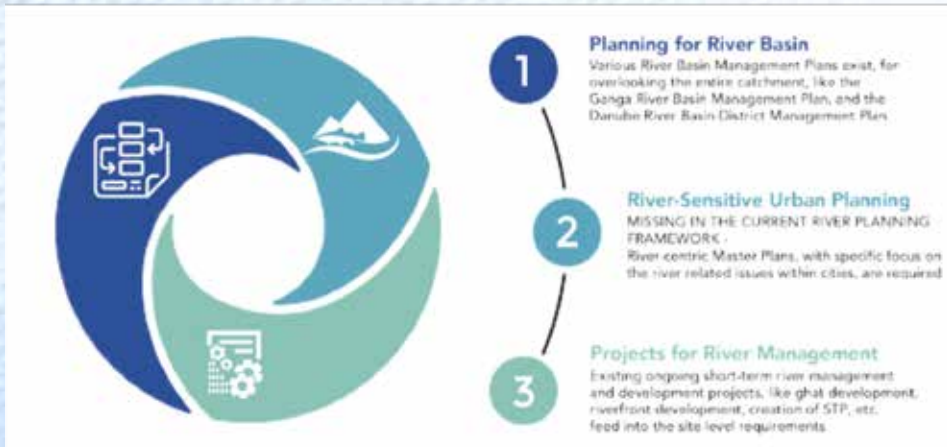 1
Planning for River Basin
Various River Basin Management Plans exist, for
overlooking the entire catchment, like the
Ganga River Basin Management Plan, and the
Danube River Basin District Management Plan
2
River-Sensitive Urban Planning
MISSING IN THE CURRENT RIVER PLANNING
FRAMEWORK -
River centric Master Plans, with specific focus on
the river related issues within cities, are required
3
Projects for River Management
Existing ongoing short-term river management
and development projects, like ghat development,
riverfront development, creation of STP, etc.
feed into the site level requirements